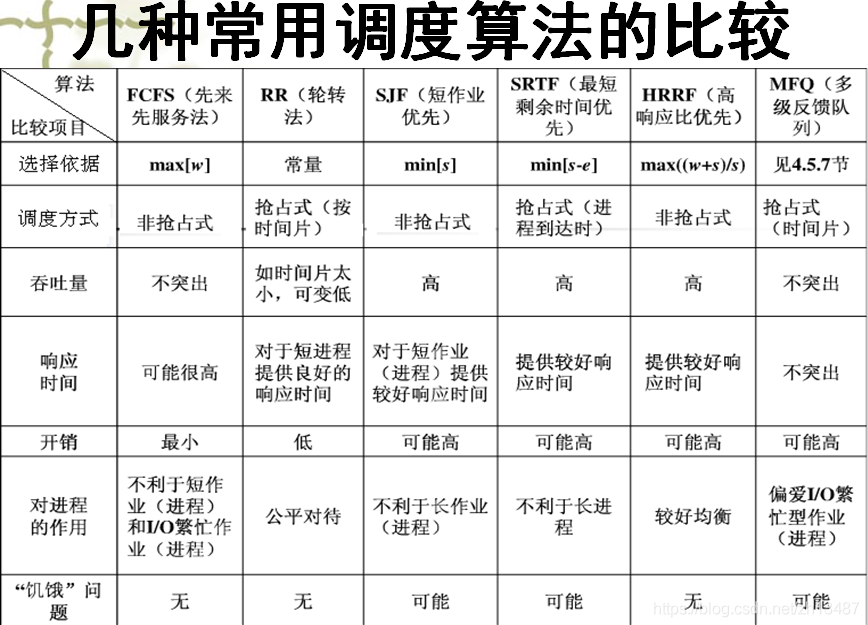 几种常用调度算法的比较
算法
比较项目
FCFS（先来
先服务法）
RR（轮转
法）
SJF（短作业
优先）
SRTF（最短
剩余时间优
先）
HRRF（高
响应比优先）
MFQ（多
级反馈队
列）
选择依据
max[w]
常量
min[s]
min[s-e]
max((w+s)/s)
见4.5.7节
调度方式
非抢占式
抢占式（按
时间片）
非抢占式
抢占式（进
程到达时）
非抢占式
抢占式
（时间片）
吞吐量
不突出
如时间片太
小，可变低
高
高
高
不突出
响应
时间
可能很高
对于短进程
提供良好的
响应时间
对于短作业
（进程）提供
较好响应时间
提供较好响
应时间
提供较好响
应时间
不突出
开销
最小
低
可能高
可能高
可能高
可能高
对进程
的作用
不利于短作
业（进程）
和I/O繁忙作
业（进程）
公平对待
不利于长作业
（进程）
不利于长进
程
较好均衡
偏爱I/O繁
忙型作业
（进程）
“饥饿”问
题
无
无
可能
可能
无
可能